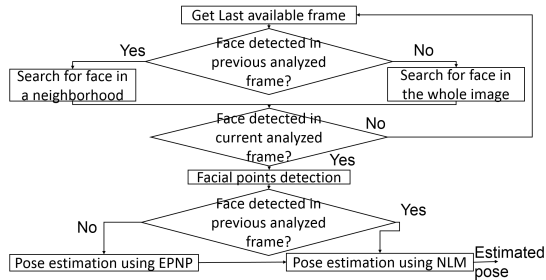 Get Last available frame
Yes
Face detected in
previous analyzed
frame?
No
Search for face in
a neighborhood
Search for face in
the whole image
Face detected in
current analyzed
frame?
No
Yes
Facial points detection
Face detected in
previous analyzed
frame?
No
Yes
Pose estimation using EPNP
Pose estimation using NLM
Estimated
pose